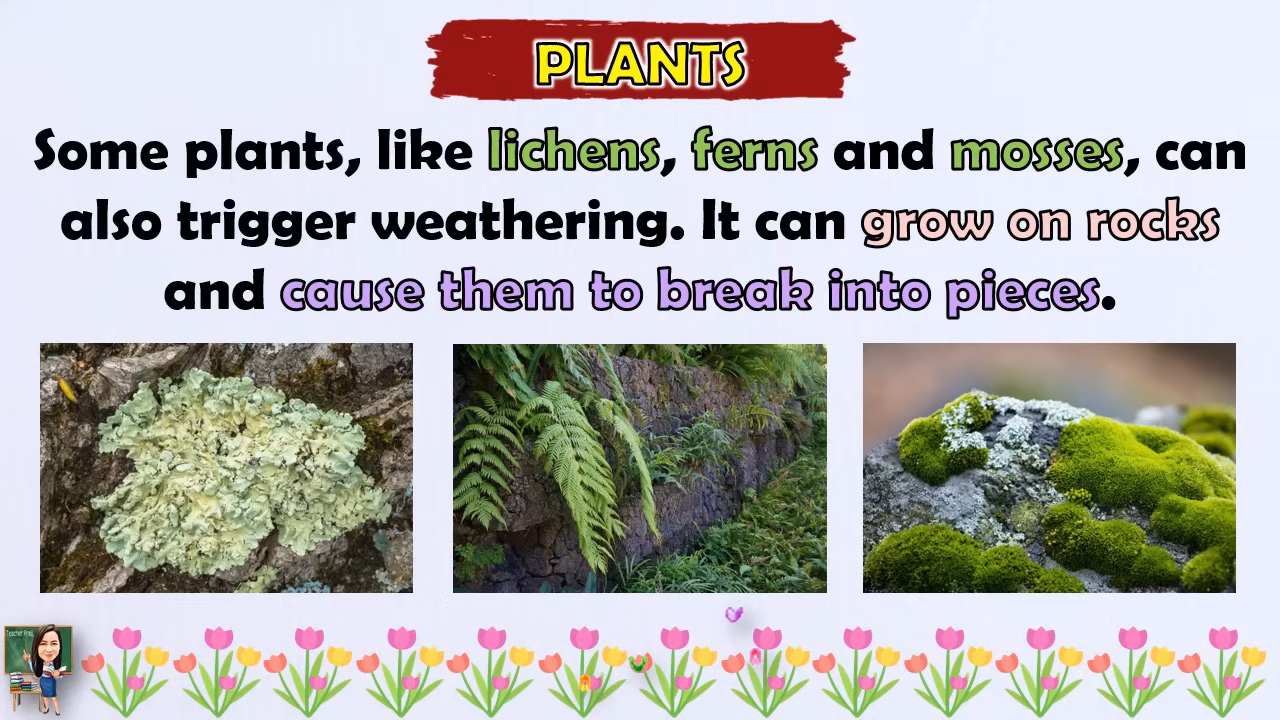 PLANTS
Some plants, like lichens, ferns and mosses, can
also trigger weathering. It can grow on rocks
and cause them to break into pieces.